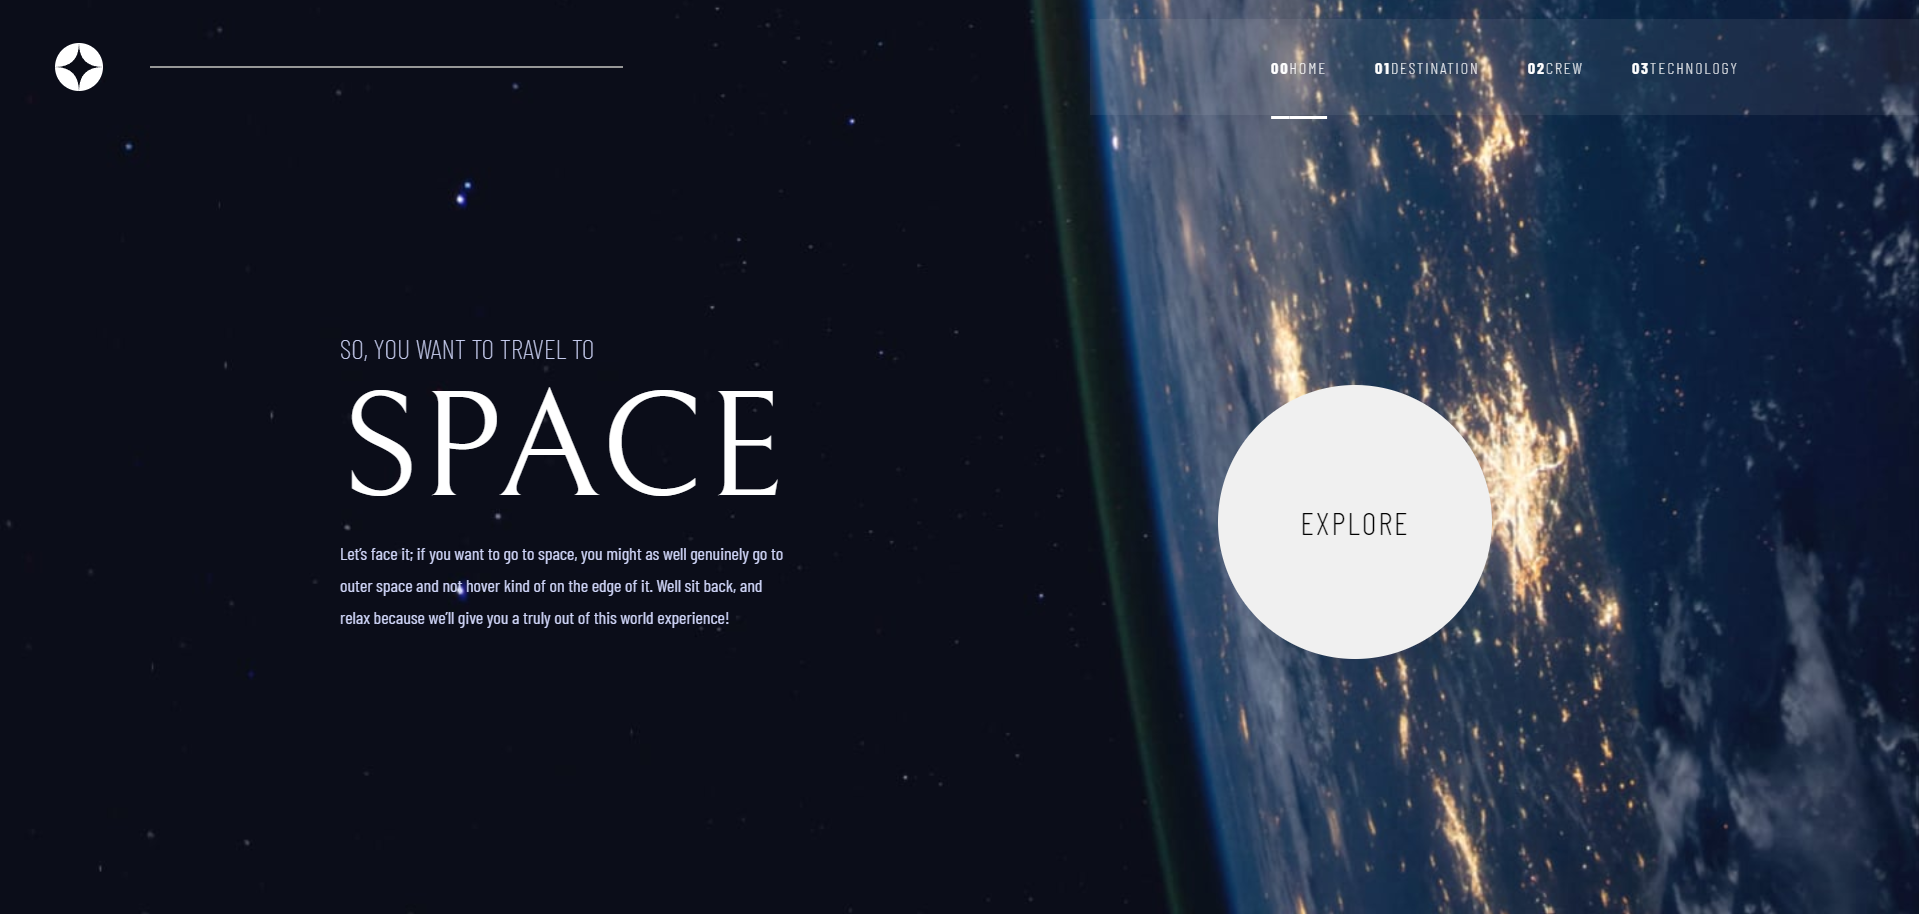 00HOME 01DESTINATION 02CREW 03TECHNOLOGY
SO, YOU WANT TO TRAVEL TO
SPACE
Let's face it; if you want to go to space, you might as well genuinely go to
outer space and not hover kind of on the edge of it. Well sit back, and
relax because we'll give you a truly out of this world experience!
EXPLORE